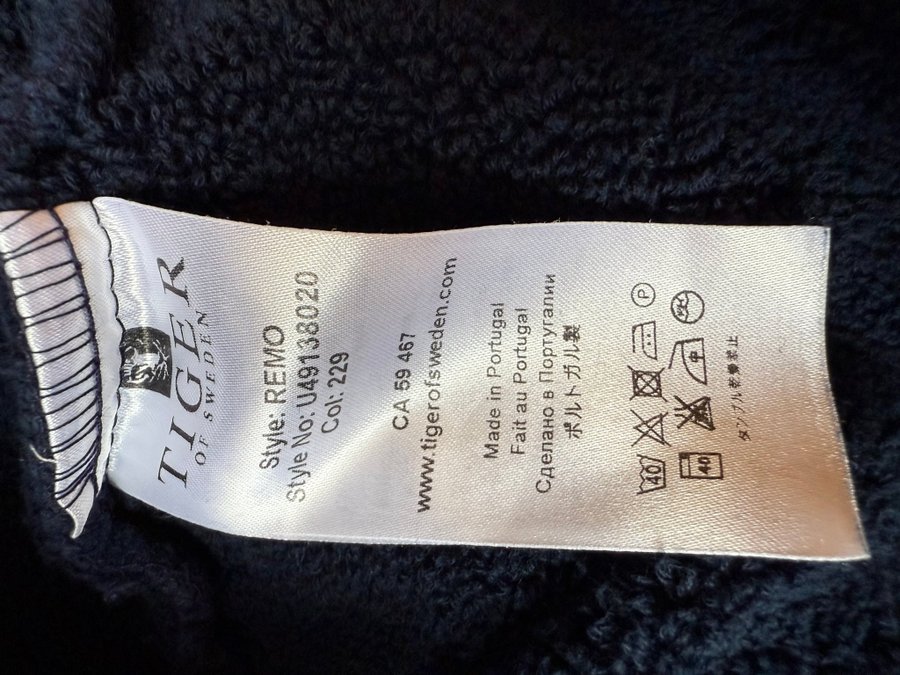 TIGER
OF SWEDEN
Style: REMO
Style No: U49138020
Col: 229
CA 59 467
www.tigerofsweden.com
Made in Portugal
Fait au Portugal
Сделано в Португалии
ポルトガル製
40
P
40
タンブル乾燥禁止